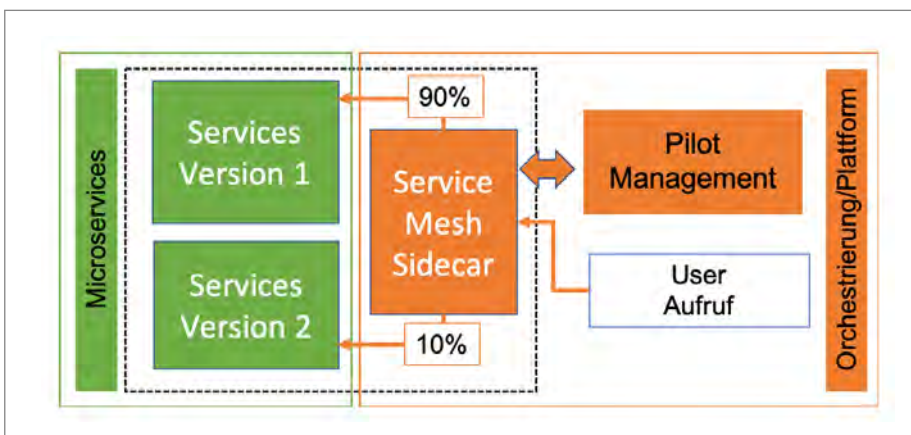 Microservices
Services
Version 1
Services
Version 2
90%
Service
Mesh
Sidecar
10%
Pilot
Management
User
Aufruf
Orchestrierung/Plattform